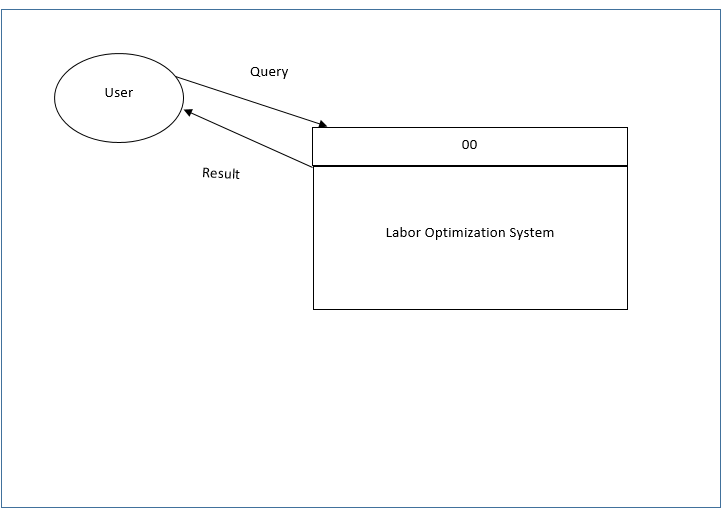 Query
User
00
Result
Labor Optimization System